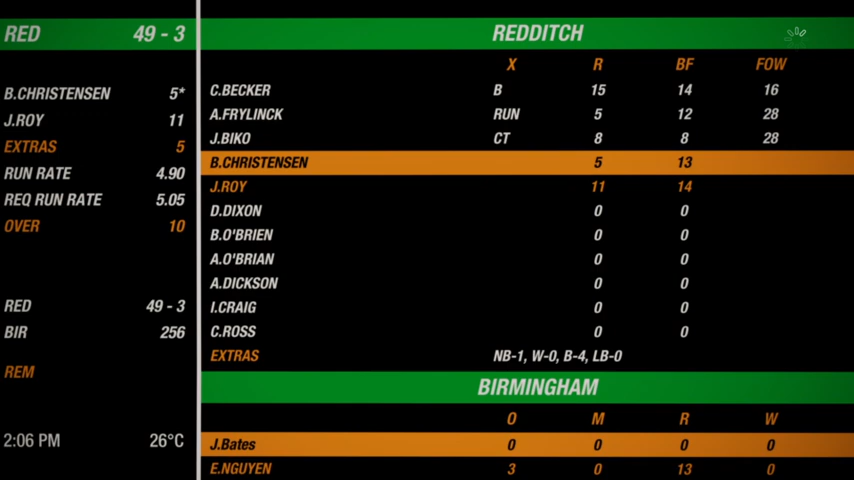 RED 49 - 3
B.CHRISTENSEN 5*
J.ROY 11
EXTRAS 5
RUN RATE 4.90
REQ RUN RATE 5.05
OVER 10
RED 49 - 3
BIR 256
REM
2:06 PM 26°C
REDDITCH
X R BF FOW
C.BECKER B 15 14 16
A.FRYLINCK RUN 5 12 28
J.BIKO CT 8 8 28
B.CHRISTENSEN 5 13
J.ROY 11 14
D.DIXON 0 0
B.O'BRIEN 0 0
A.O'BRIAN 0 0
A.DICKSON 0 0
I.CRAIG 0 0
C.ROSS 0 0
EXTRAS NB-1, W-0, B-4, LB-0
BIRMINGHAM
O M R W
J.Bates 0 0 0 0
E.NGUYEN 3 0 13 0